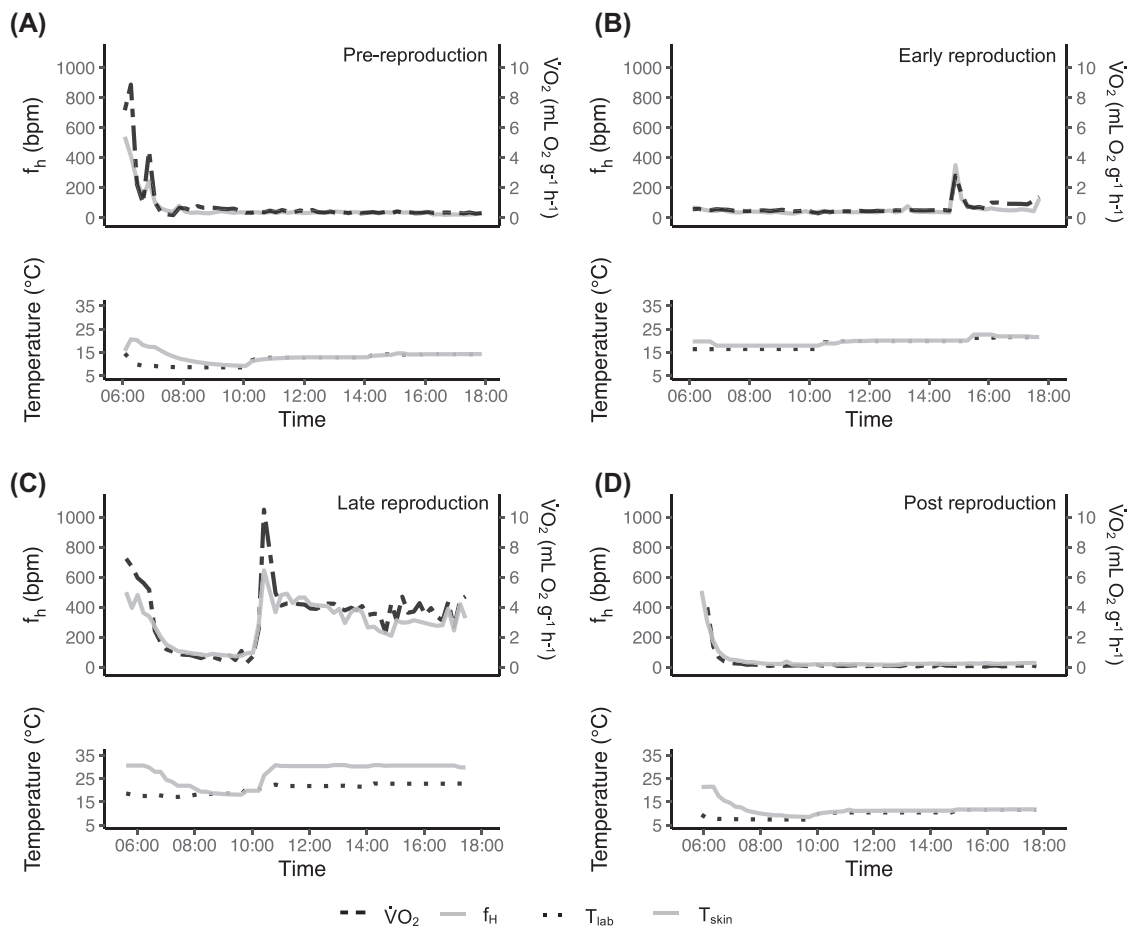 (A)
Pre-reproduction
fh (bpm)
1000
800
600
400
200
0
10
8
6
4
2
0
V̇O2 (mL O2 g-1 h-1)
Temperature (°C)
35
25
15
5
06:00 08:00 10:00 12:00 14:00 16:00 18:00
Time
(B)
Early reproduction
fh (bpm)
1000
800
600
400
200
0
10
8
6
4
2
0
V̇O2 (mL O2 g-1 h-1)
Temperature (°C)
35
25
15
5
06:00 08:00 10:00 12:00 14:00 16:00 18:00
Time
(C)
Late reproduction
fh (bpm)
1000
800
600
400
200
0
10
8
6
4
2
0
V̇O2 (mL O2 g-1 h-1)
Temperature (°C)
35
25
15
5
06:00 08:00 10:00 12:00 14:00 16:00 18:00
Time
(D)
Post reproduction
fh (bpm)
1000
800
600
400
200
0
10
8
6
4
2
0
V̇O2 (mL O2 g-1 h-1)
Temperature (°C)
35
25
15
5
06:00 08:00 10:00 12:00 14:00 16:00 18:00
Time
V̇O2 fH Tlab Tskin